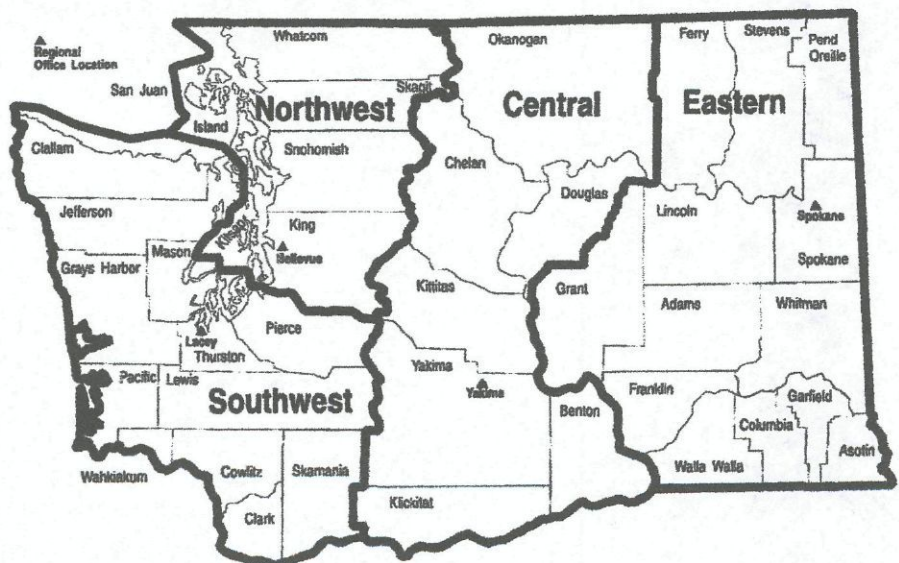 Regional
Office Location
San Juan
Whatcom
Skagit
Northwest
Island
Snohomish
King
Bellevue
Okanogan
Central
Chelan
Douglas
Kittitas
Yakima
Yakima
Benton
Klickitat
Ferry
Stevens
Pend
Oreille
Eastern
Lincoln
Spokane
Spokane
Grant
Adams
Whitman
Franklin
Garfield
Columbia
Asotin
Walla Walla
Clallam
Jefferson
Mason
Grays Harbor
Lacey
Thurston
Pierce
Pacific
Lewis
Southwest
Wahkiakum
Cowlitz
Skamania
Clark